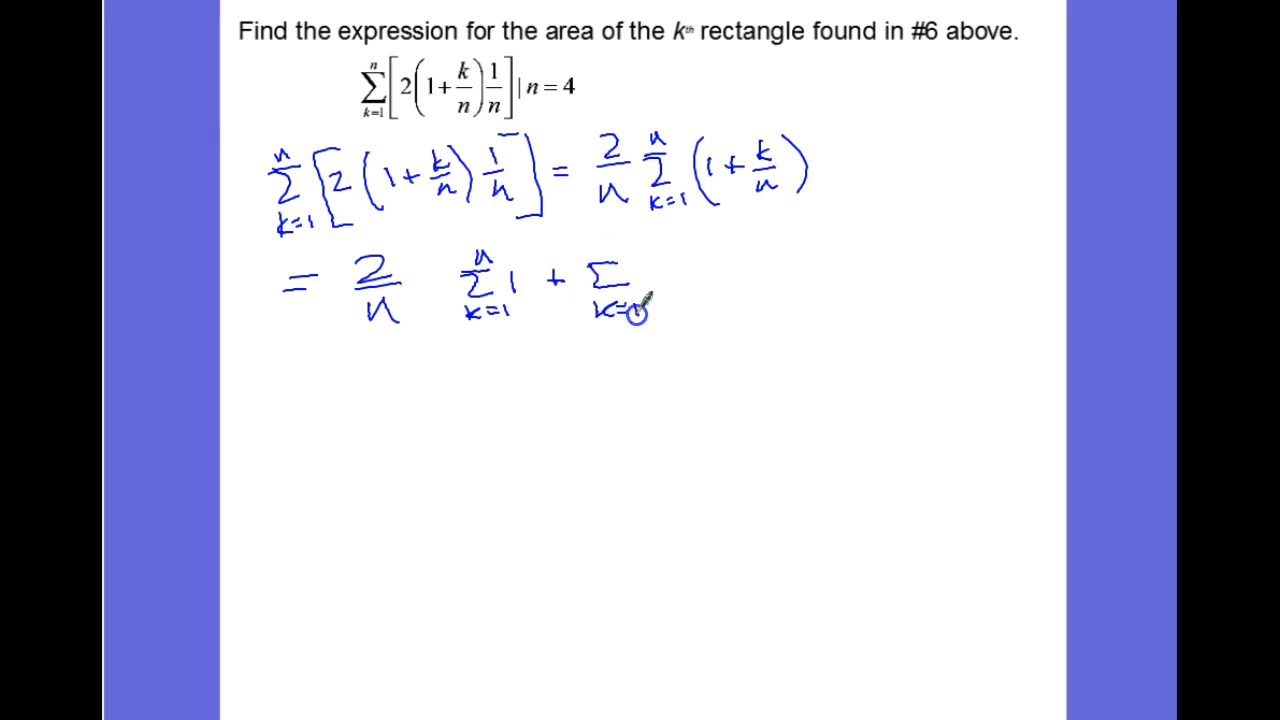 Find the expression for the area of the kth rectangle found in #6 above.
∑_{k=1}^{n} [2(1+k/n)1/n] | n = 4
∑_{k=1}^{n} [2(1+k/n)1/n] = 2/n ∑_{k=1}^{n} (1+k/n)
= 2/n ∑_{k=1}^{n} 1 + ∑_{k=